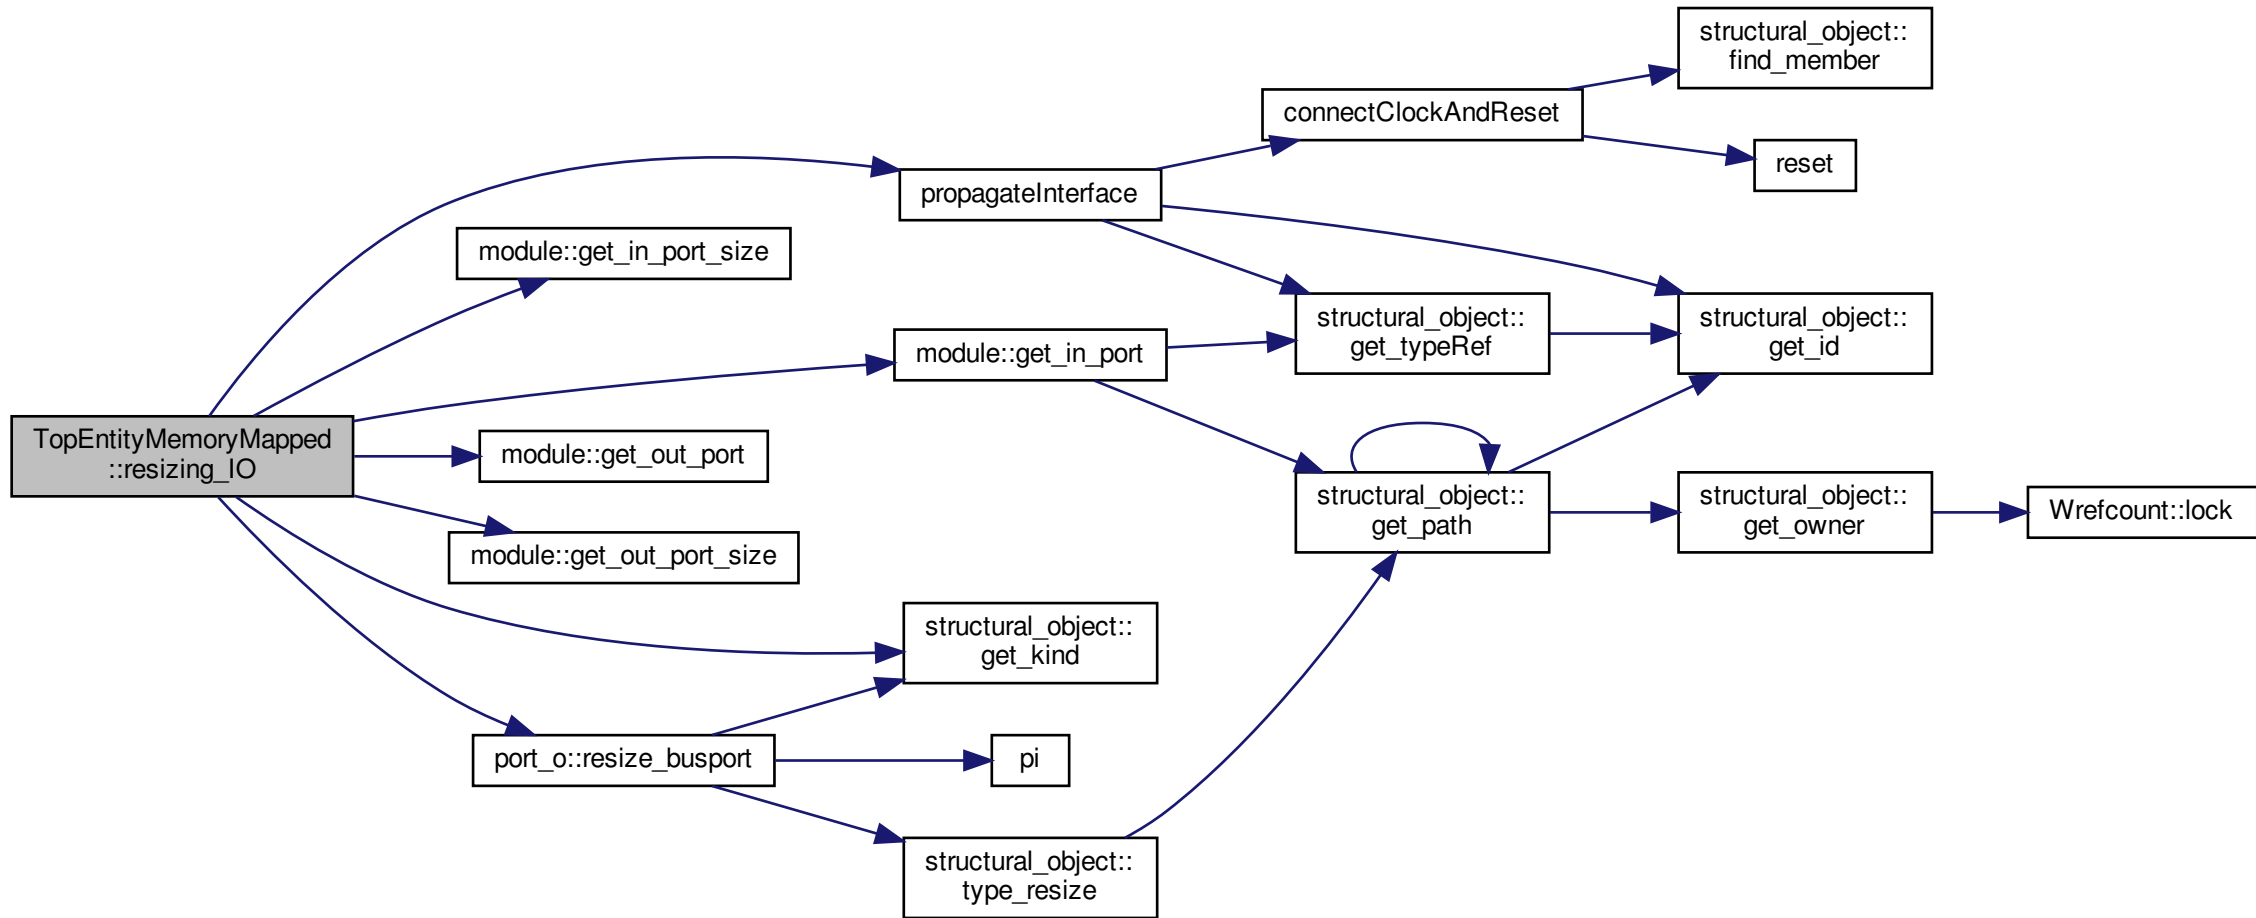 TopEntityMemoryMapped
::resizing_IO
propagateInterface
module::get_in_port_size
module::get_in_port
module::get_out_port
module::get_out_port_size
structural_object::
get_kind
port_o::resize_busport
pi
structural_object::
type_resize
connectClockAndReset
structural_object::
find_member
reset
structural_object::
get_typeRef
structural_object::
get_id
structural_object::
get_path
structural_object::
get_owner
Wrefcount::lock